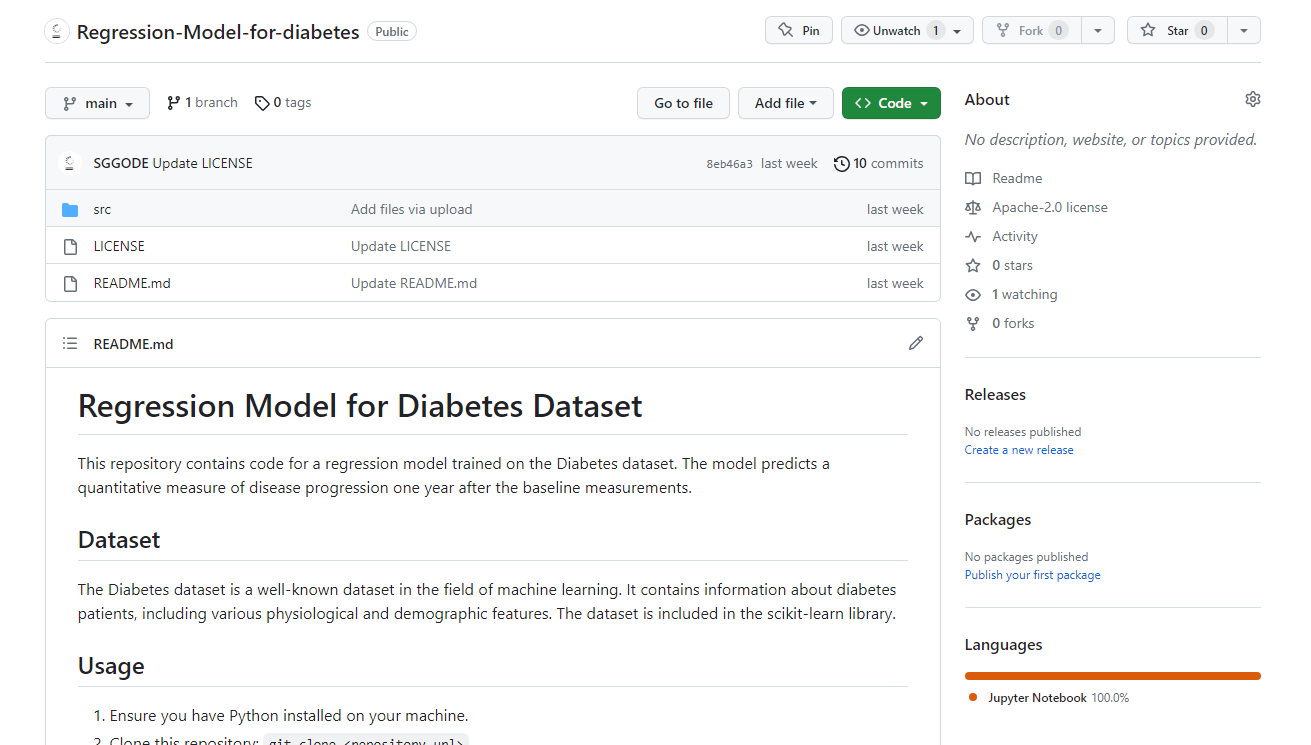 Regression-Model-for-diabetes Public Pin Unwatch 1 Fork 0 Star 0
main 1 branch 0 tags Go to file Add file <> Code
SGGODE Update LICENSE 8eb46a3 last week 10 commits
src Add files via upload last week
LICENSE Update LICENSE last week
README.md Update README.md last week
README.md
Regression Model for Diabetes Dataset
This repository contains code for a regression model trained on the Diabetes dataset. The model predicts a
quantitative measure of disease progression one year after the baseline measurements.
Dataset
The Diabetes dataset is a well-known dataset in the field of machine learning. It contains information about diabetes
patients, including various physiological and demographic features. The dataset is included in the scikit-learn library.
Usage
1. Ensure you have Python installed on your machine.
2. Clone this repository: git clone <repository url>
About
No description, website, or topics provided.
Readme
Apache-2.0 license
Activity
0 stars
1 watching
0 forks
Releases
No releases published
Create a new release
Packages
No packages published
Publish your first package
Languages
Jupyter Notebook 100.0%